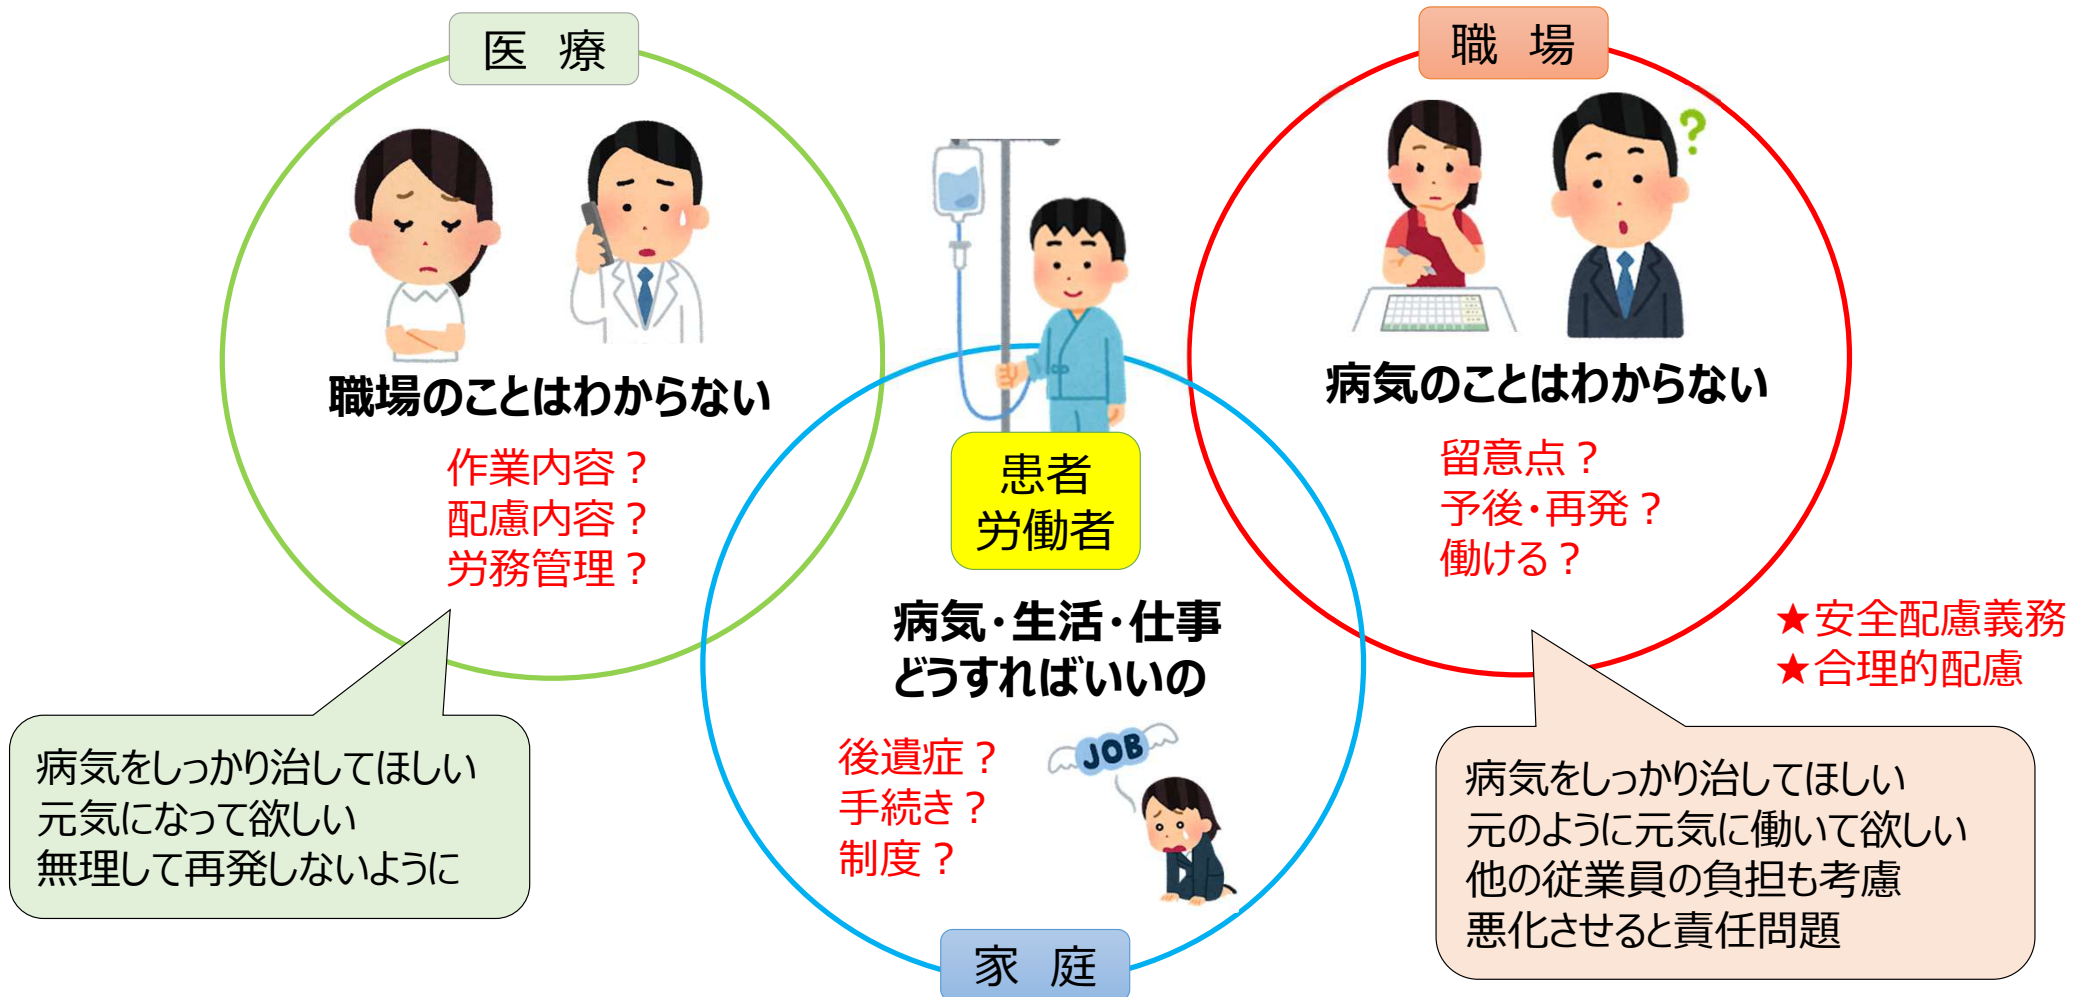 医 療
職場のことはわからない
作業内容？
配慮内容？
労務管理？
病気をしっかり治してほしい
元気になって欲しい
無理して再発しないように
患者
労働者
病気・生活・仕事
どうすればいいの
後遺症？
手続き？
制度？
JOB
家 庭
職 場
?
病気のことはわからない
留意点？
予後・再発？
働ける？
★安全配慮義務
★合理的配慮
病気をしっかり治してほしい
元のように元気に働いて欲しい
他の従業員の負担も考慮
悪化させると責任問題